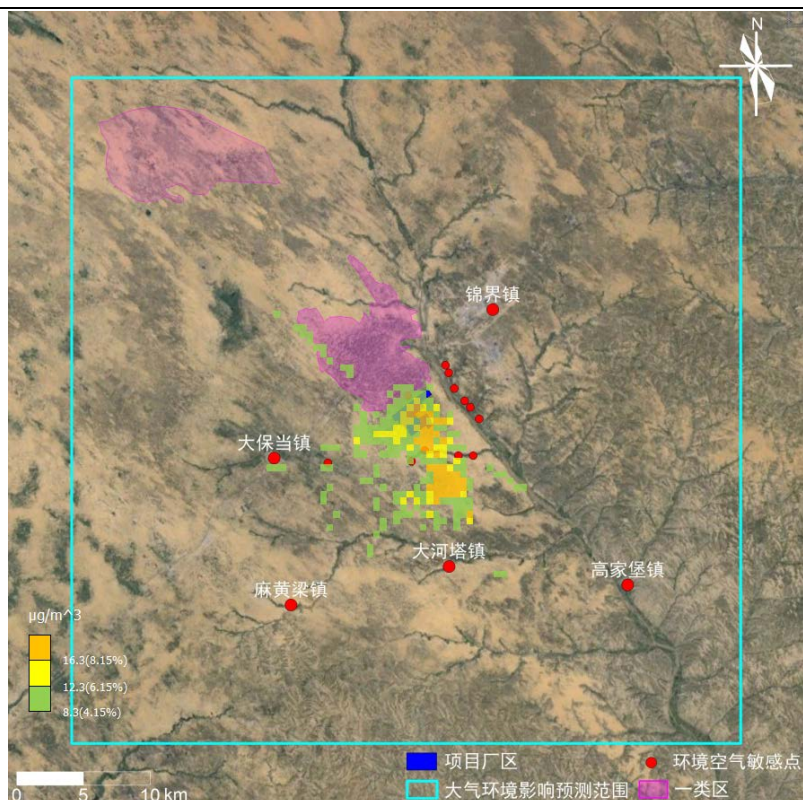 N
锦界镇
大保当镇
大河塔镇
高家堡镇
麻黄梁镇
μg/m^3
16.3(8.15%)
12.3(6.15%)
8.3(4.15%)
项目厂区
环境空气敏感点
大气环境影响预测范围
一类区
0 5 10 km